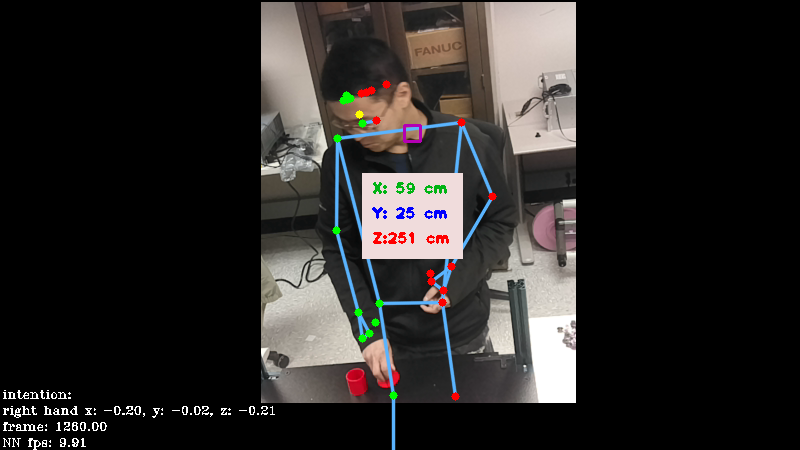 FANUC
X: 59 cm
Y: 25 cm
Z:251 cm
intention:
right hand x: -0.20, y: -0.02, z: -0.21
frame: 1260.00
NN fps: 9.91